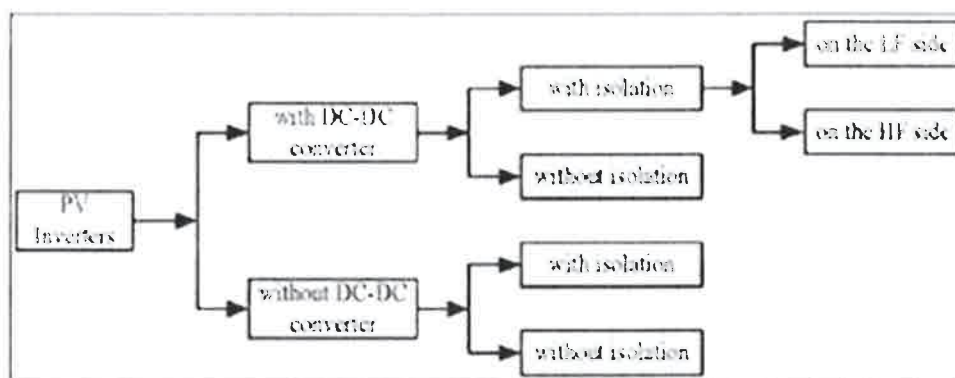 PV
Inverters
with DC-DC
converter
without DC-DC
converter
with isolation
without isolation
with isolation
without isolation
on the LF side
on the HF side